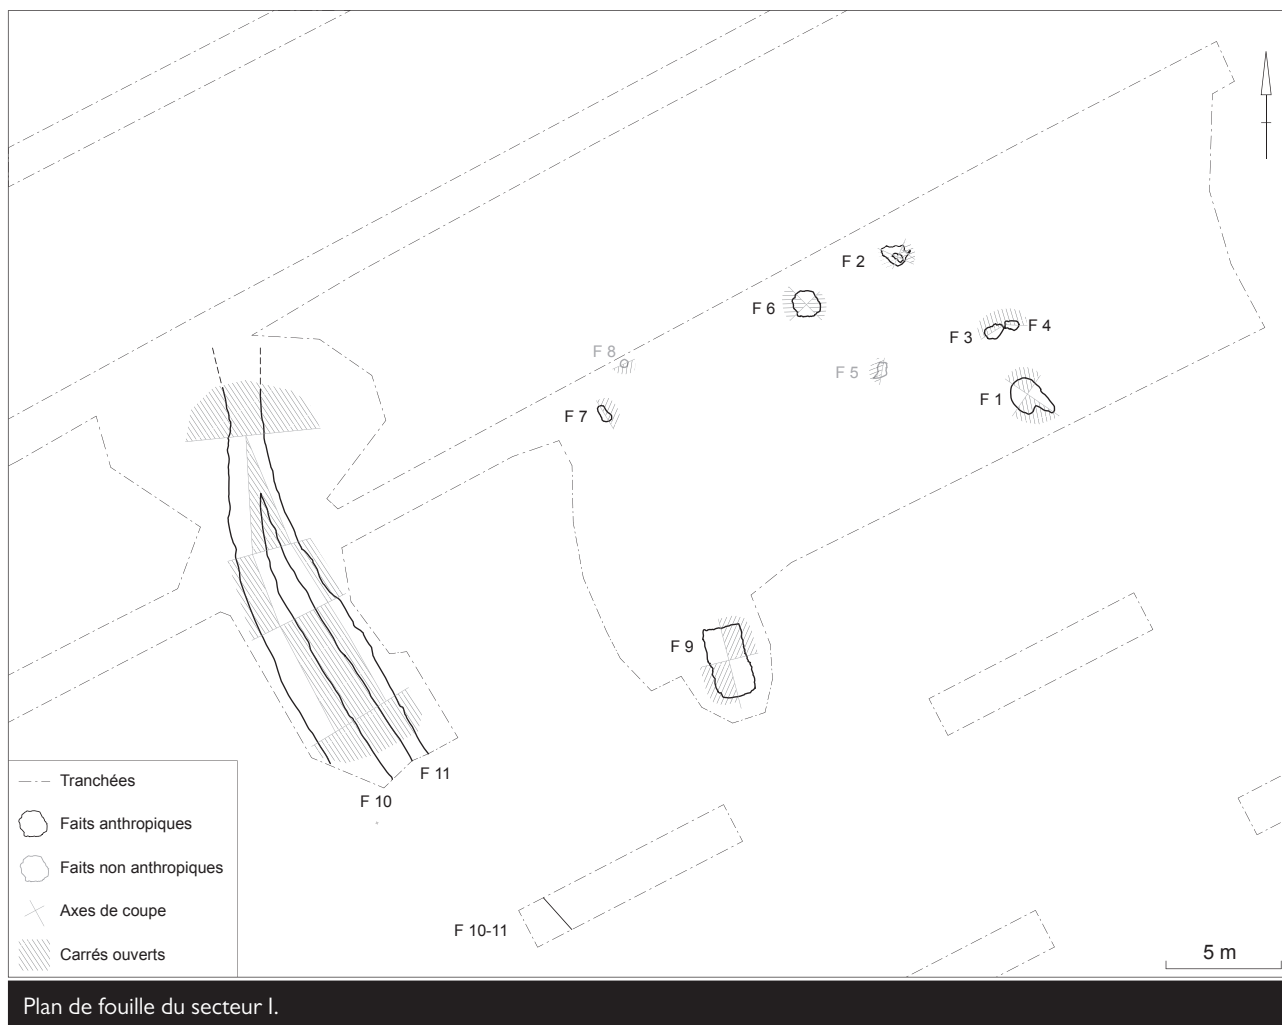 F 2
F 6
F 3
F 4
F 8
F 5
F 1
F 7
F 9
F 11
F 10
F 10-11
Tranchées
Faits anthropiques
Faits non anthropiques
Axes de coupe
Carrés ouverts
5 m
Plan de fouille du secteur I.